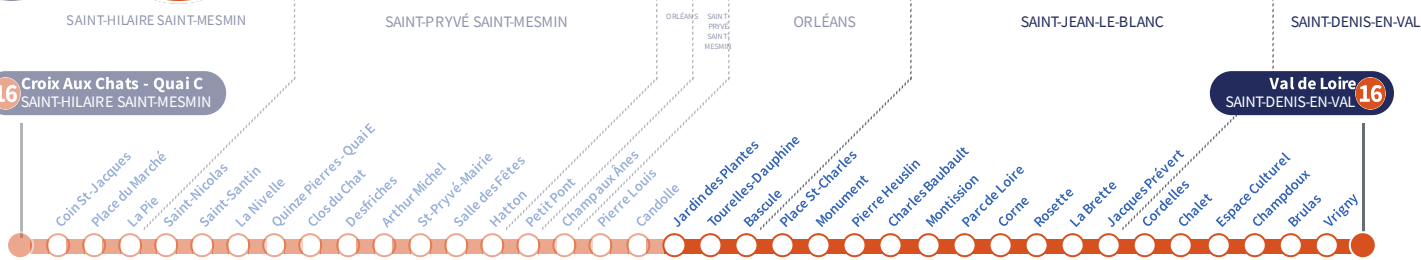 SAINT-HILAIRE SAINT-MESMIN
SAINT-PRYVÉ SAINT-MESMIN
ORLÉANS
SAINT-
PRYVÉ
SAINT-
MESMIN
ORLÉANS
SAINT-JEAN-LE-BLANC
SAINT-DENIS-EN-VAL
16
Croix Aux Chats - Quai C
SAINT-HILAIRE SAINT-MESMIN
Val de Loire
SAINT-DENIS-EN-VAL
16
Coin St-Jacques
Place du Marché
La Pie
Saint-Nicolas
Saint-Santin
La Nivelle
Quinze Pierres - Quai E
Clos du Chat
Desfriches
Arthur Michel
St-Pryvé-Mairie
Salle des Fêtes
Hatton
Petit Pont
Champ aux Ânes
Pierre Louis
Candolle
Jardin des Plantes
Tourelles-Dauphine
Bascule
Place St-Charles
Monument
Pierre Heuslin
Charles Baubault
Montission
Parc de Loire
Corne
Rosette
La Brette
Jacques Prévert
Cordelles
Chalet
Espace Culturel
Champdoux
Brulas
Vrigny